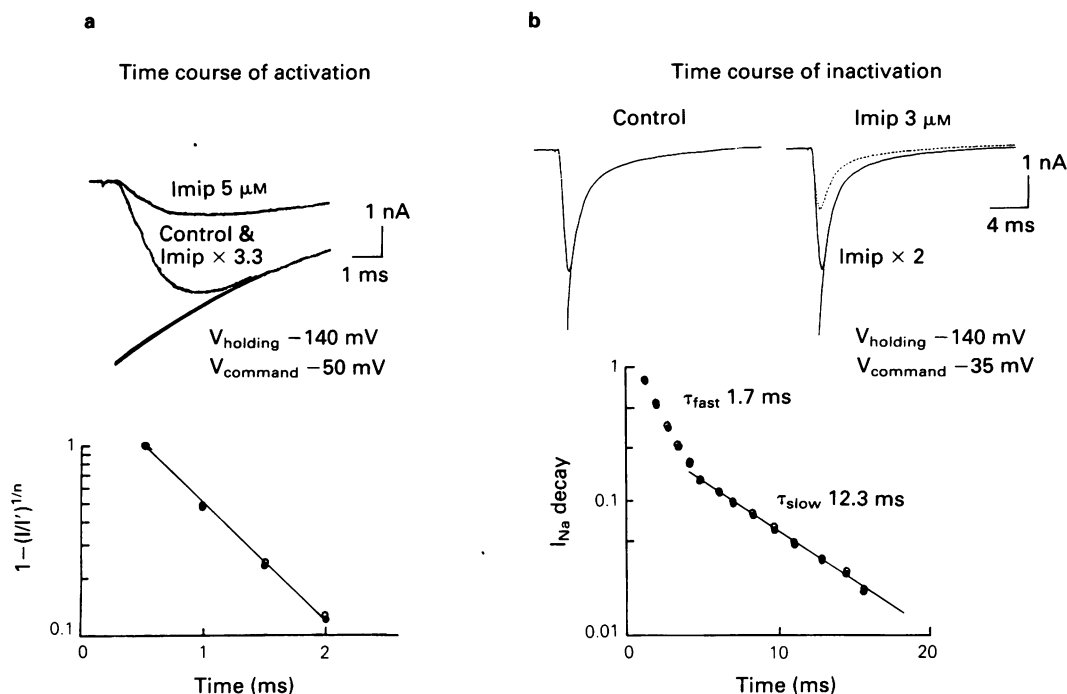 a
Time course of activation
Imip 5 μM
Control &
Imip × 3.3
1 nA
1 ms
V_holding −140 mV
V_command −50 mV
1−(I/I′)^1/n
1
0.1
0
1
2
Time (ms)
b
Time course of inactivation
Control
Imip 3 μM
1 nA
4 ms
Imip × 2
V_holding −140 mV
V_command −35 mV
I_Na decay
1
0.1
0.01
τ_fast 1.7 ms
τ_slow 12.3 ms
0
10
20
Time (ms)